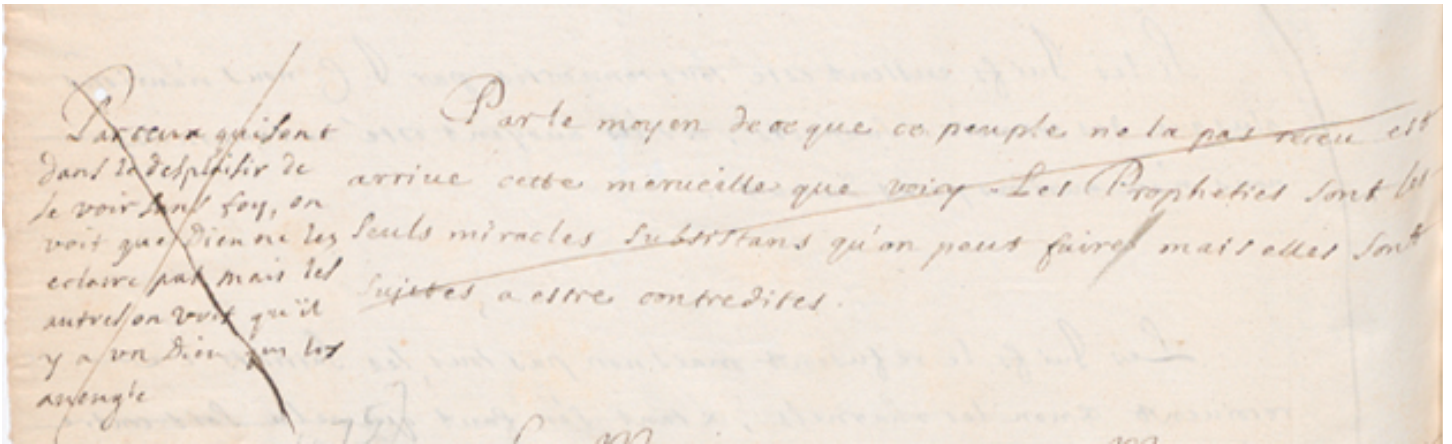 Par ceux qui sont
dans le desplaisir de
se voir sans foy, on
voit que Dieu ne les
eclaire pas mais les
autres on voit qu'il
y a un Dieu qui les
aveugle
Par le moyen de ce que ce peuple ne la pas receu est
arrivé cette merveille que voicy Les Propheties sont les
seuls miracles subsistans qu'on peut faire mais elles sont
sujetes, a estre contredites.